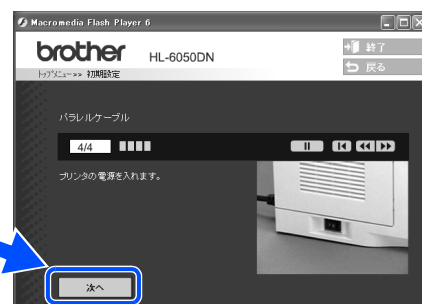 Macromedia Flash Player 6
brother HL-6050DN
終了
戻る
トップメニュー>> 初期設定
パラレルケーブル
4/4
プリンタの電源を入れます。
次へ